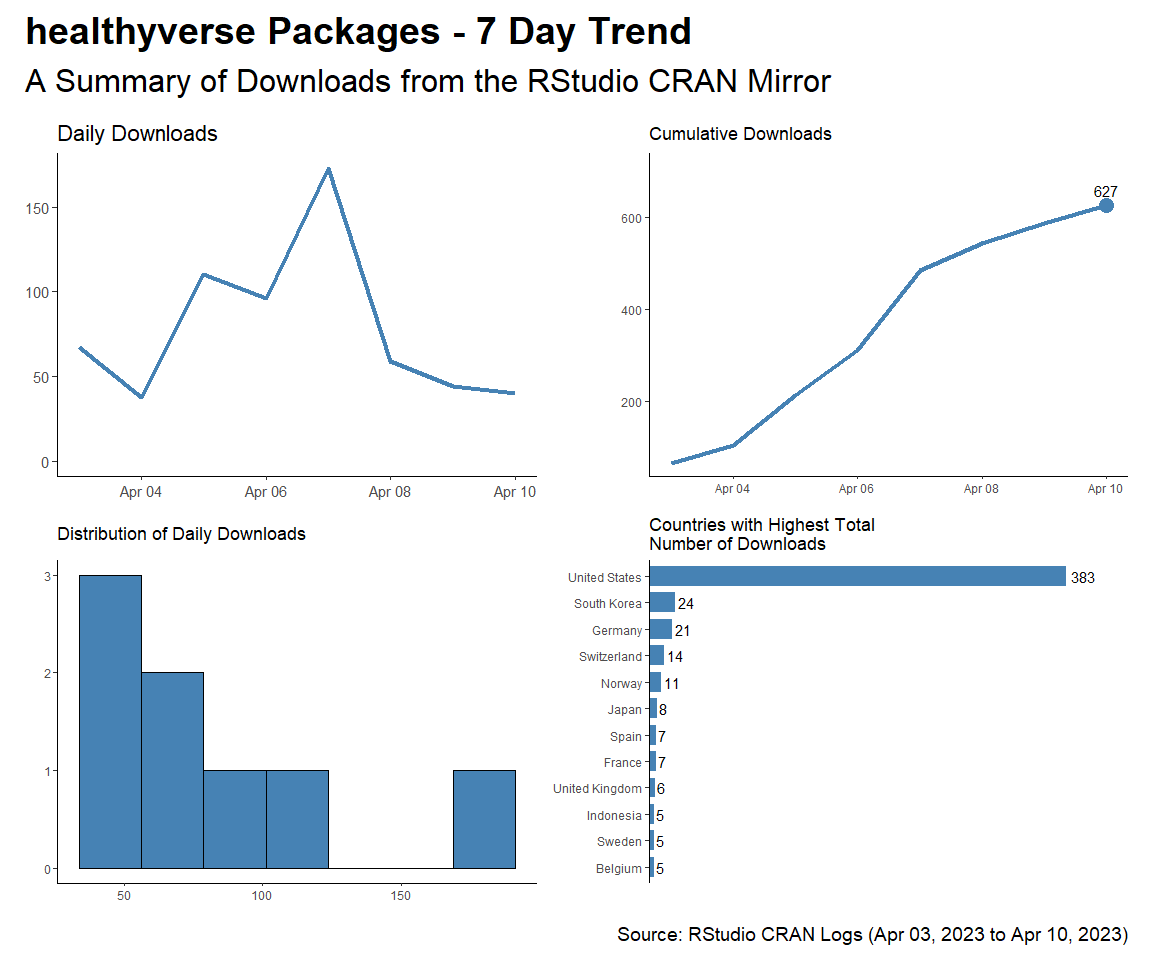 healthyverse Packages - 7 Day Trend
A Summary of Downloads from the RStudio CRAN Mirror
Daily Downloads
150
100
50
0
Apr 04
Apr 06
Apr 08
Apr 10
Cumulative Downloads
627
600
400
200
Apr 04
Apr 06
Apr 08
Apr 10
Distribution of Daily Downloads
3
2
1
0
50
100
150
Countries with Highest Total
Number of Downloads
United States 383
South Korea 24
Germany 21
Switzerland 14
Norway 11
Japan 8
Spain 7
France 7
United Kingdom 6
Indonesia 5
Sweden 5
Belgium 5
Source: RStudio CRAN Logs (Apr 03, 2023 to Apr 10, 2023)